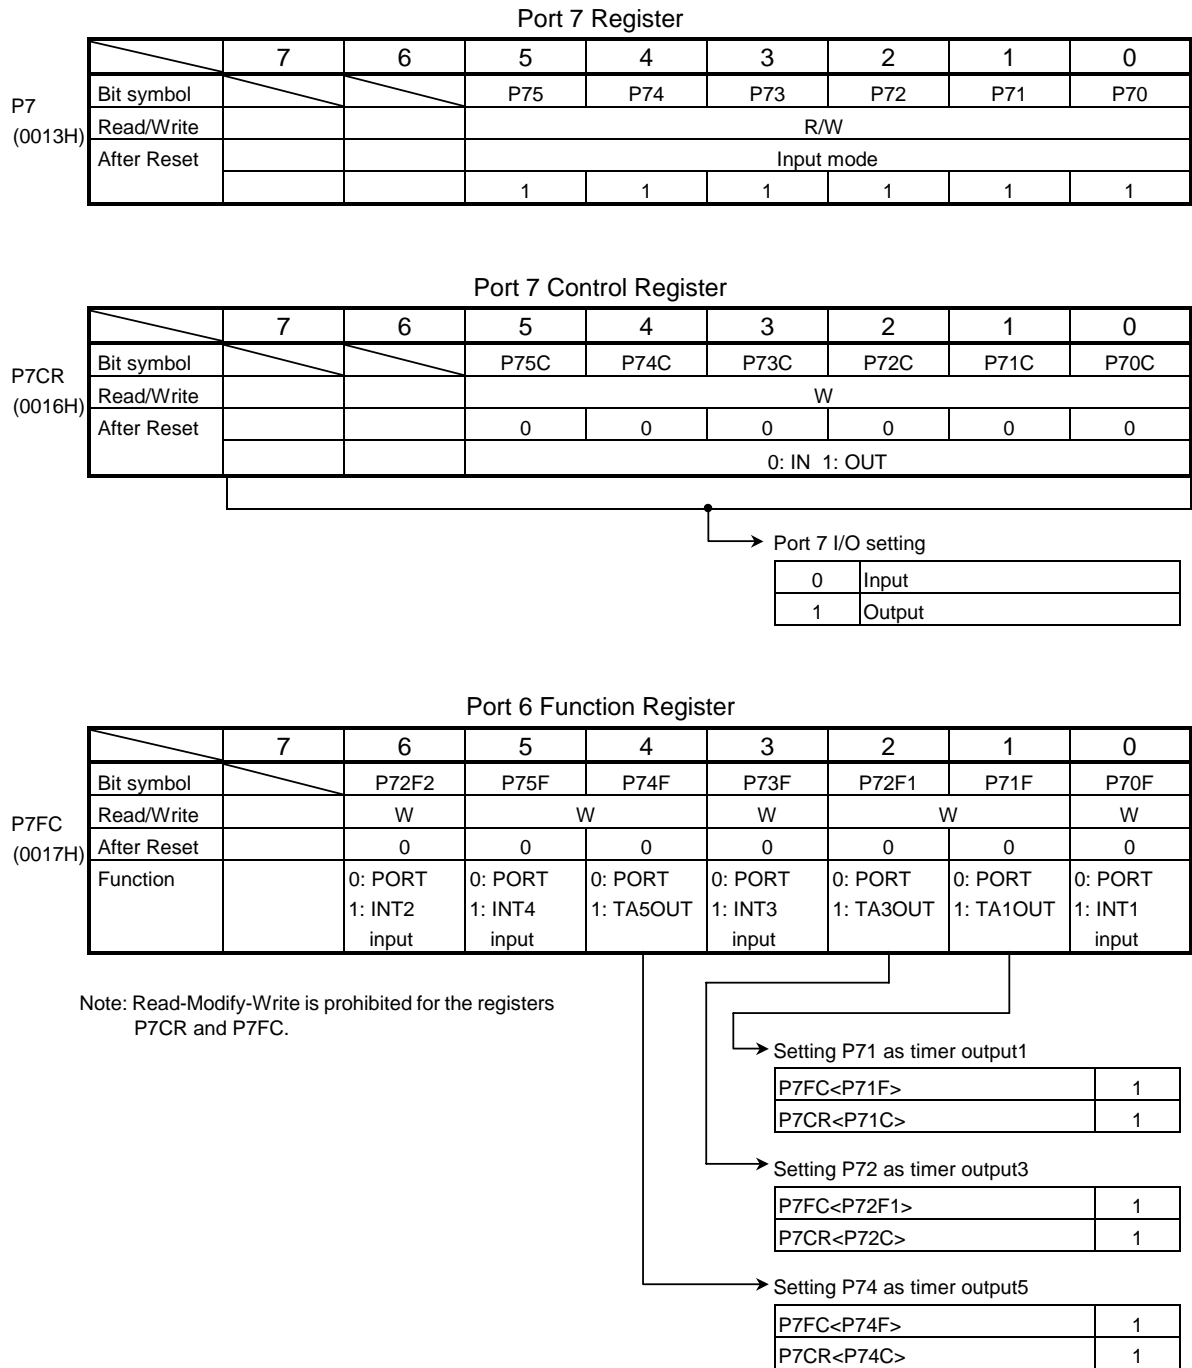 Port 7 Register
7 6 5 4 3 2 1 0
P7
(0013H)
Bit symbol P75 P74 P73 P72 P71 P70
Read/Write R/W
After Reset Input mode
1 1 1 1 1 1
Port 7 Control Register
7 6 5 4 3 2 1 0
P7CR
(0016H)
Bit symbol P75C P74C P73C P72C P71C P70C
Read/Write W
After Reset 0 0 0 0 0 0
0: IN 1: OUT
Port 7 I/O setting
0 Input
1 Output
Port 6 Function Register
7 6 5 4 3 2 1 0
P7FC
(0017H)
Bit symbol P72F2 P75F P74F P73F P72F1 P71F P70F
Read/Write W W W W W
After Reset 0 0 0 0 0 0 0
Function 0: PORT 0: PORT 0: PORT 0: PORT 0: PORT 0: PORT 0: PORT
1: INT2 1: INT4 1: TA5OUT 1: INT3 1: TA3OUT 1: TA1OUT 1: INT1
input input input input
Note: Read-Modify-Write is prohibited for the registers
P7CR and P7FC.
Setting P71 as timer output1
P7FC<P71F> 1
P7CR<P71C> 1
Setting P72 as timer output3
P7FC<P72F1> 1
P7CR<P72C> 1
Setting P74 as timer output5
P7FC<P74F> 1
P7CR<P74C> 1